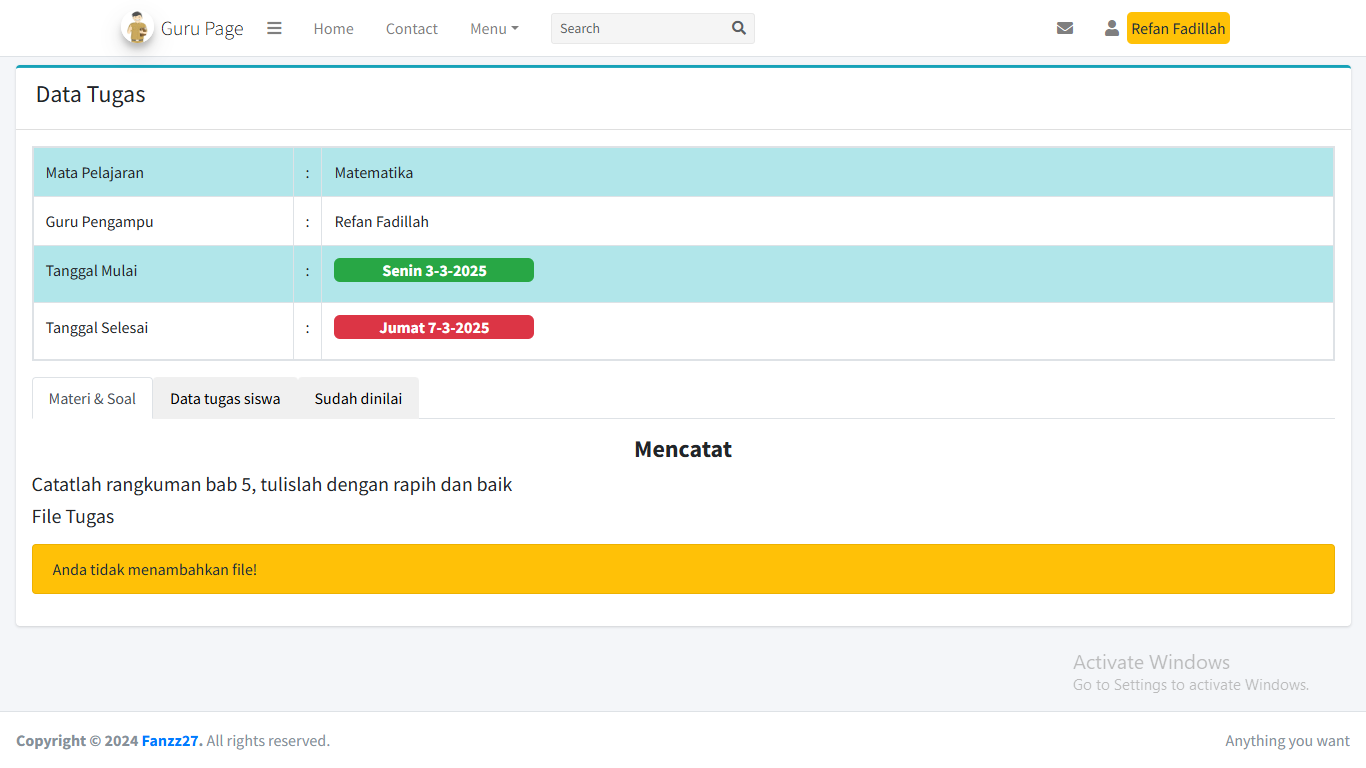 Guru Page Home Contact Menu Search Refan Fadillah
Data Tugas
Mata Pelajaran : Matematika
Guru Pengampu : Refan Fadillah
Tanggal Mulai : Senin 3-3-2025
Tanggal Selesai : Jumat 7-3-2025
Materi & Soal Data tugas siswa Sudah dinilai
Mencatat
Catatlah rangkuman bab 5, tulislah dengan rapih dan baik
File Tugas
Anda tidak menambahkan file!
Activate Windows
Go to Settings to activate Windows.
Copyright © 2024 Fanzz27. All rights reserved. Anything you want